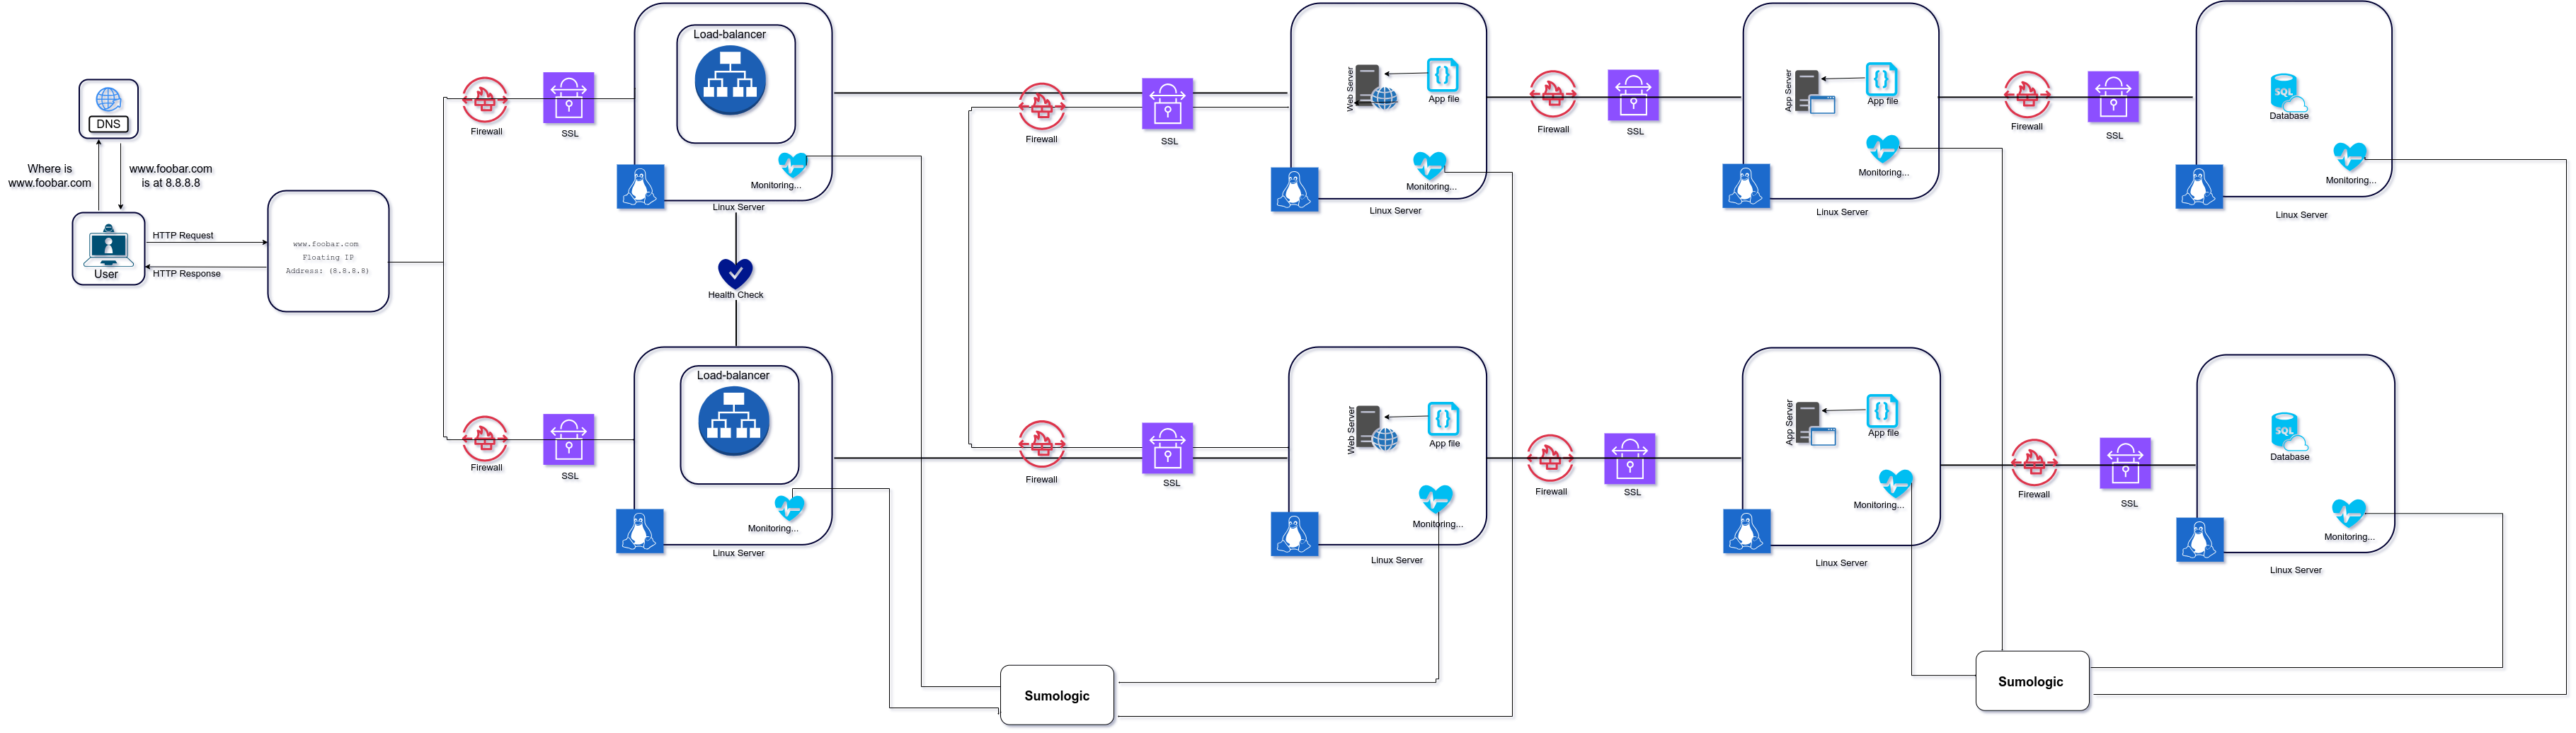 DNS
Where is
www.foobar.com
www.foobar.com
is at 8.8.8.8
User
HTTP Request
HTTP Response
www.foobar.com
Floating IP
Address: (8.8.8.8)
Firewall
SSL
Load-balancer
Monitoring...
Linux Server
Health Check
Firewall
SSL
Load-balancer
Monitoring...
Linux Server
Firewall
SSL
Web Server
App file
Monitoring...
Linux Server
Firewall
SSL
Web Server
App file
Monitoring...
Linux Server
Firewall
SSL
App Server
App file
Monitoring...
Linux Server
Firewall
SSL
App Server
App file
Monitoring...
Linux Server
Firewall
SSL
SQL
Database
Monitoring...
Linux Server
Firewall
SSL
SQL
Database
Monitoring...
Linux Server
Sumologic
Sumologic